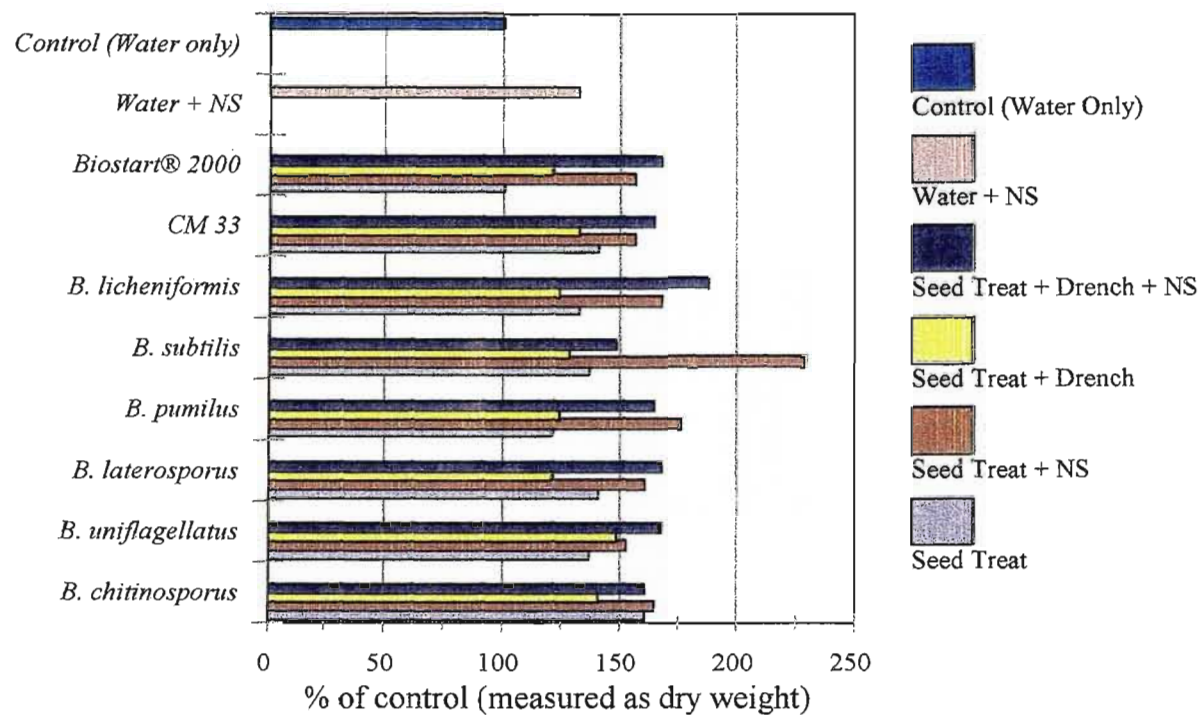 Control (Water only)
Water + NS
Biostart® 2000
CM 33
B. licheniformis
B. subtilis
B. pumilus
B. laterosporus
B. uniflagellatus
B. chitinosporus
0 50 100 150 200 250
% of control (measured as dry weight)
Control (Water Only)
Water + NS
Seed Treat + Drench + NS
Seed Treat + Drench
Seed Treat + NS
Seed Treat